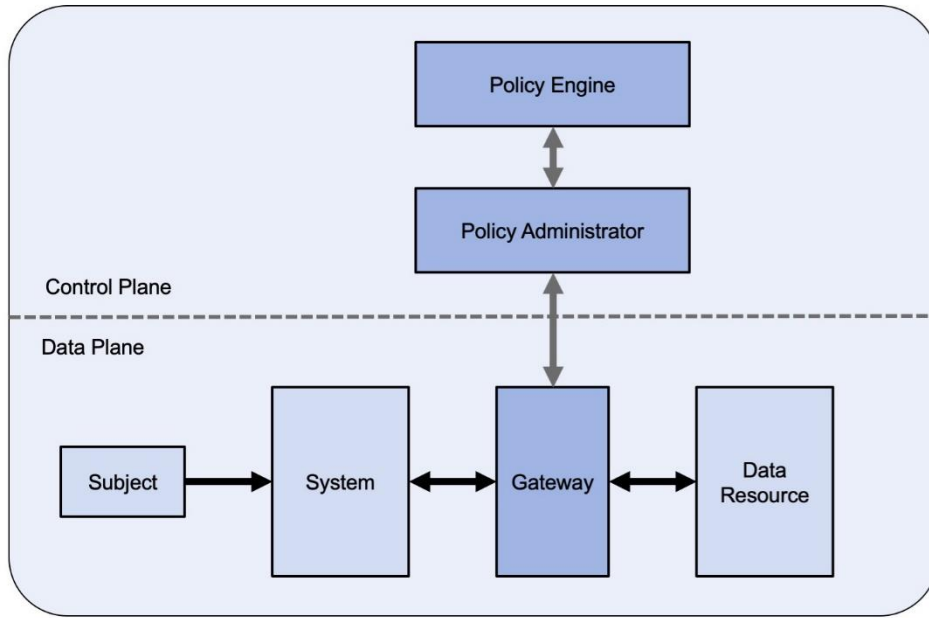 Policy Engine
Policy Administrator
Control Plane
Data Plane
Subject
System
Gateway
Data
Resource